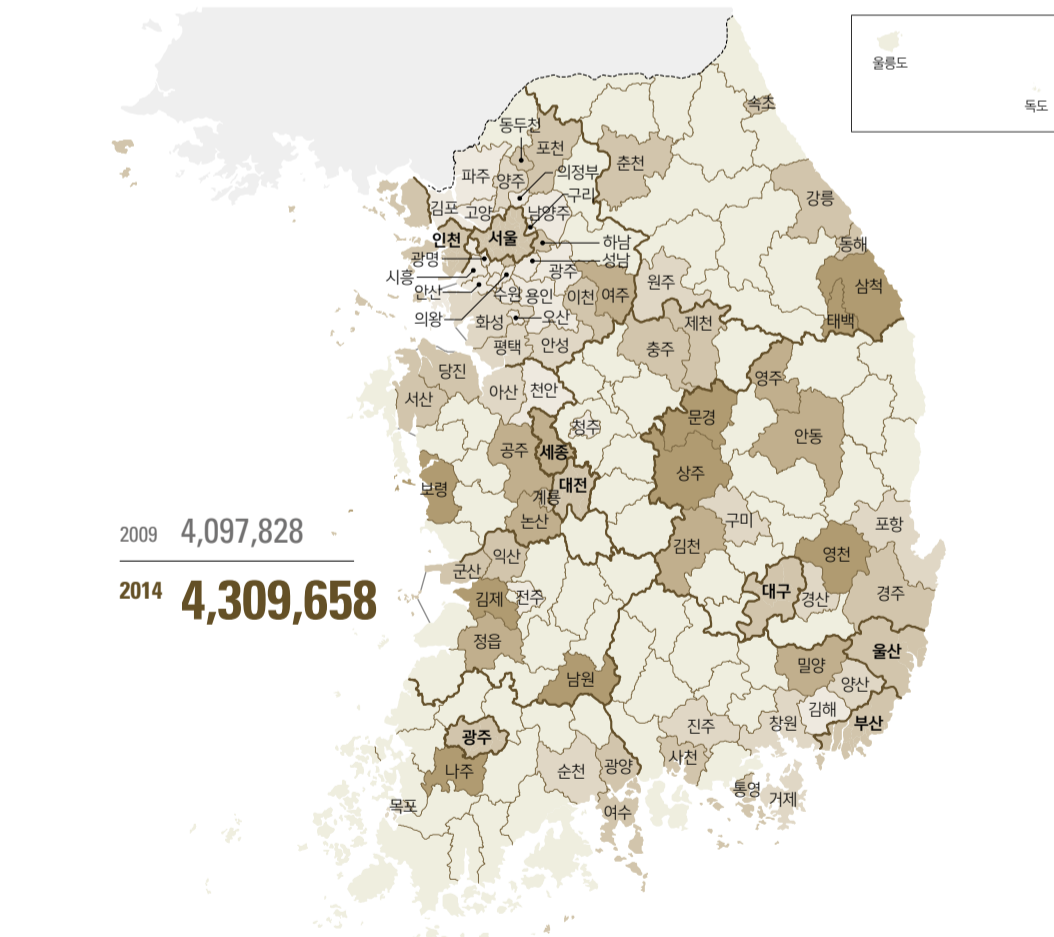 울릉도
독도
속초
동두천
포천
춘천
의정부
파주
양주
구리
강릉
김포
고양
남양주
인천
서울
하남
동해
광명
성남
시흥
광주
원주
삼척
안산
수원
용인
이천
여주
의왕
화성
오산
제천
태백
평택
안성
충주
당진
영주
서산
아산
천안
문경
청주
안동
공주
세종
상주
보령
대전
계룡
논산
구미
포항
2009 4,097,828
김천
영천
익산
군산
2014 4,309,658
김제
전주
대구
경산
경주
정읍
울산
밀양
남원
양산
김해
진주
창원
부산
광주
사천
나주
순천
광양
통영
거제
목포
여수